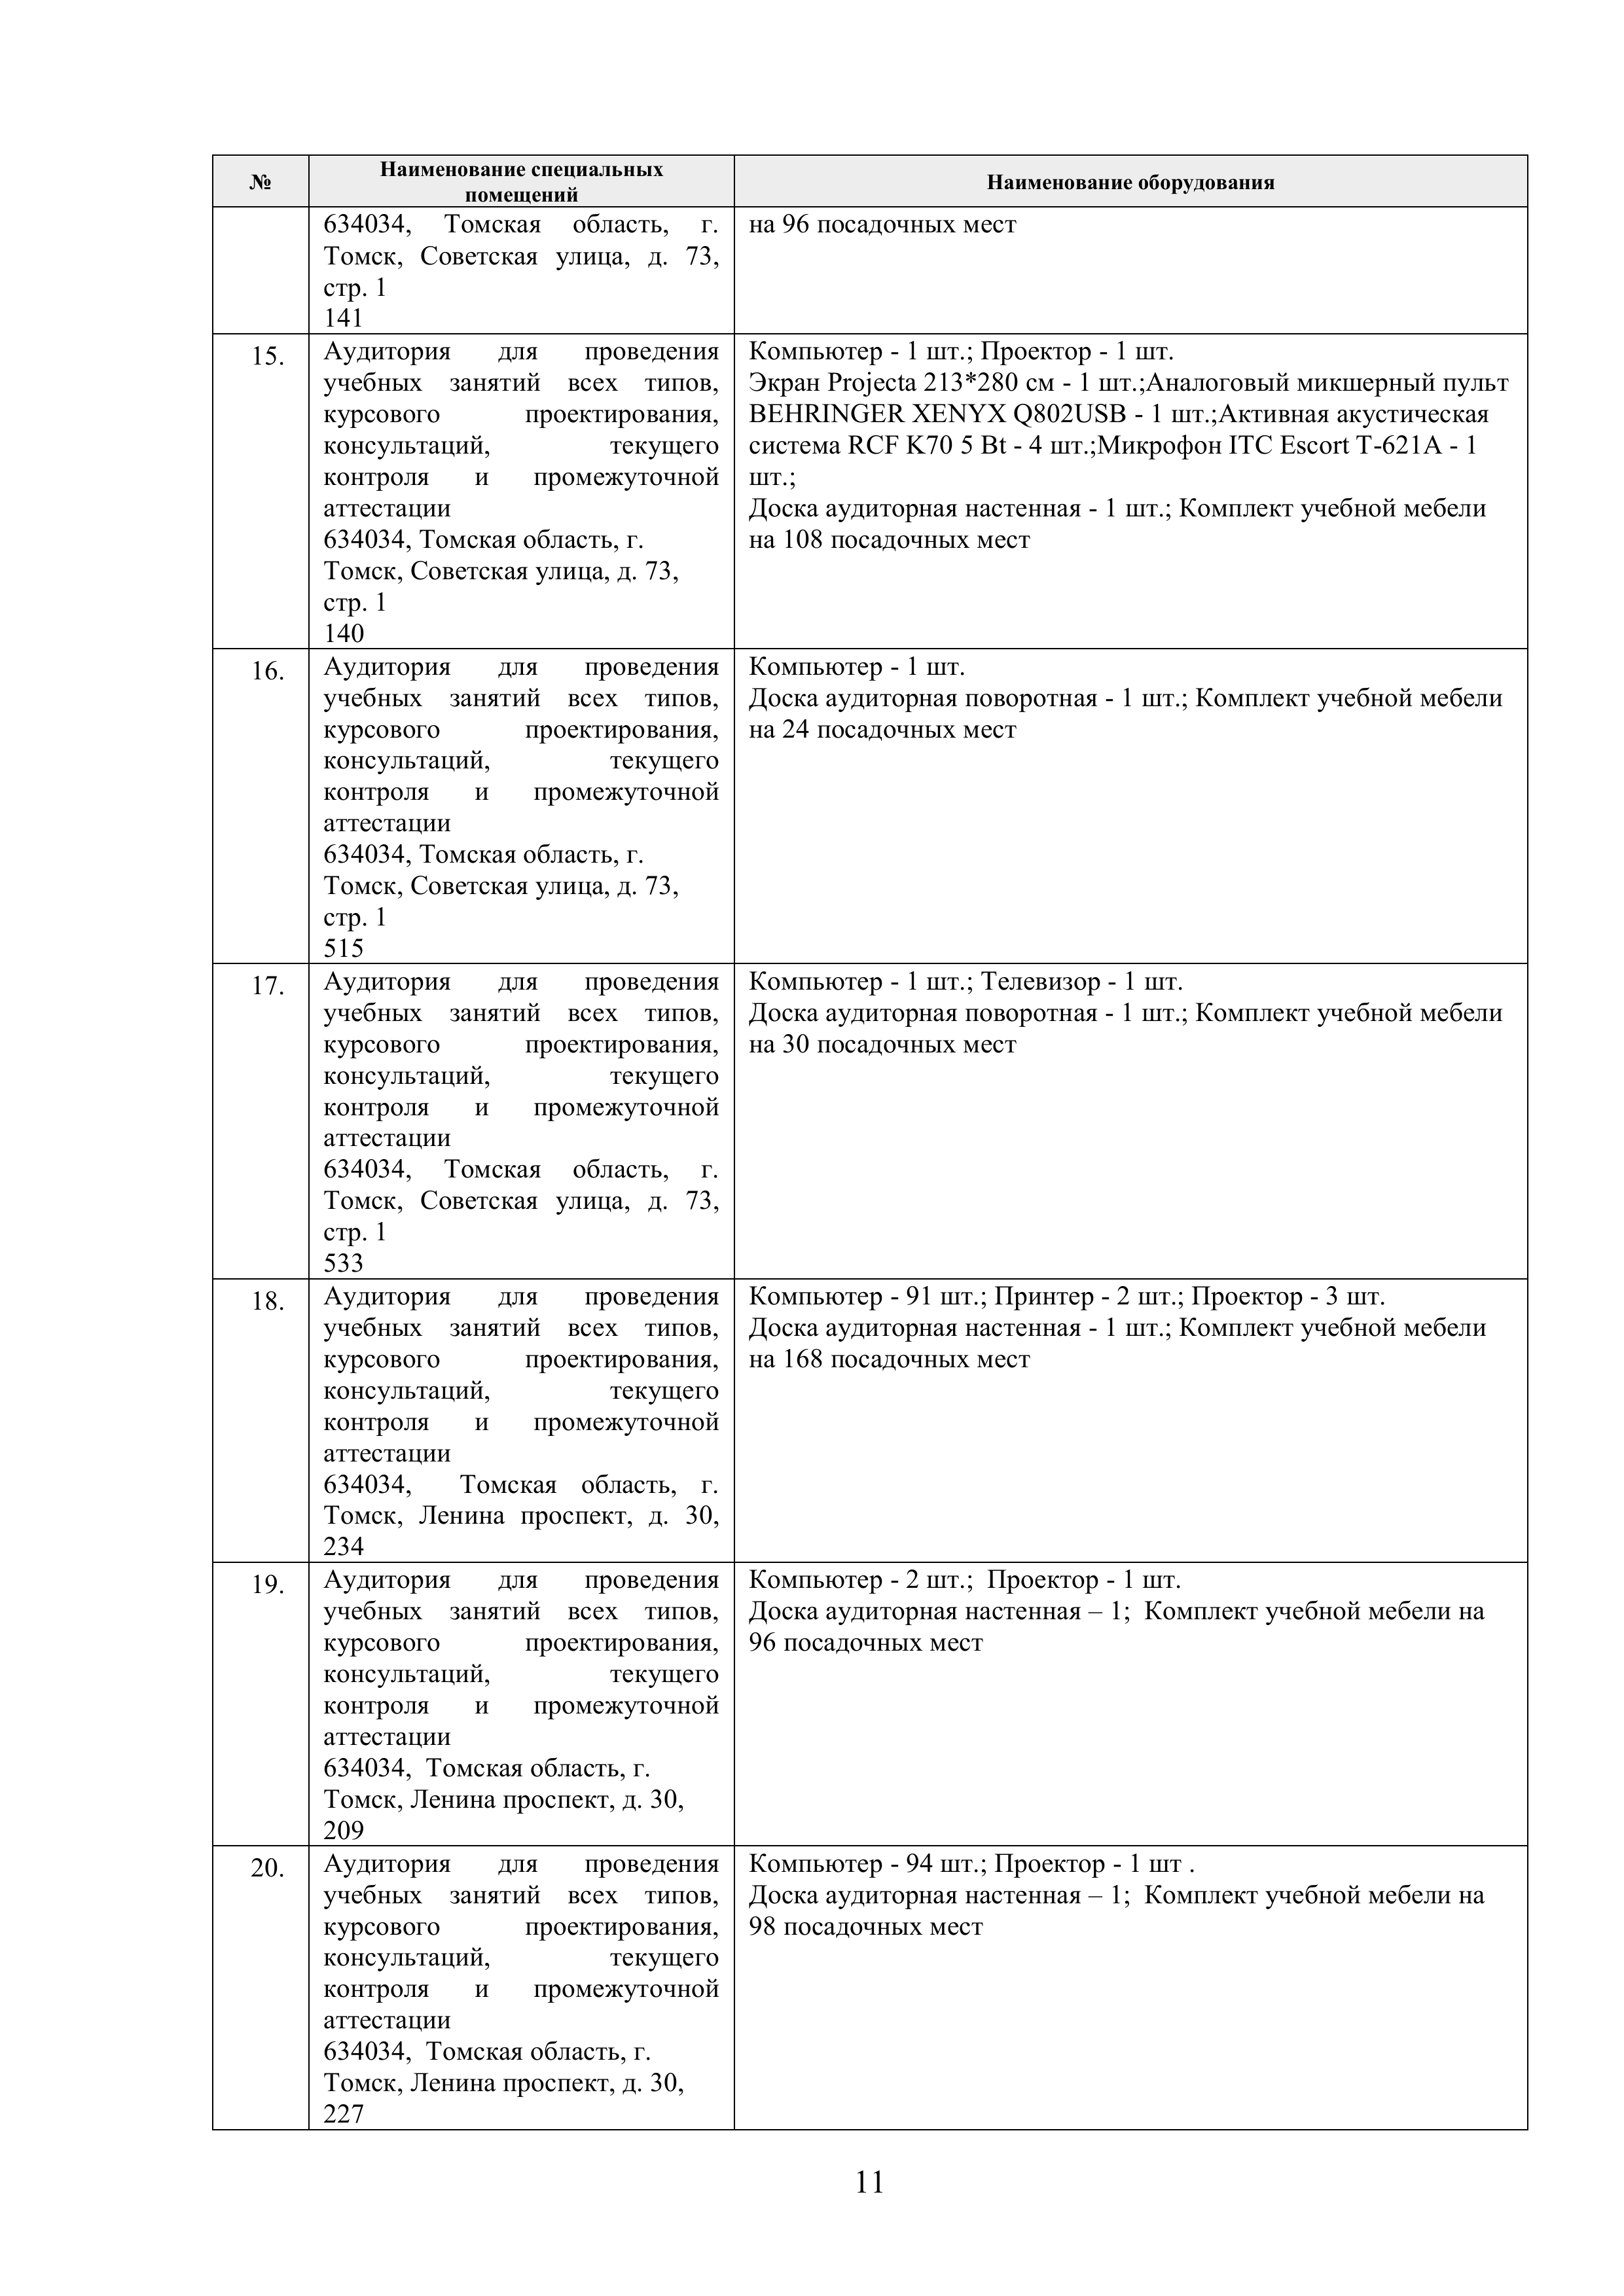 №
Наименование специальных
помещений
Наименование оборудования
634034, Томская область, г.
Томск, Советская улица, д. 73,
стр. 1
141
на 96 посадочных мест
15.
Аудитория для проведения
учебных занятий всех типов,
курсового проектирования,
консультаций, текущего
контроля и промежуточной
аттестации
634034, Томская область, г.
Томск, Советская улица, д. 73,
стр. 1
140
Компьютер - 1 шт.; Проектор - 1 шт.
Экран Projecta 213*280 см - 1 шт.;Аналоговый микшерный пульт
BEHRINGER XENYX Q802USB - 1 шт.;Активная акустическая
система RCF K70 5 Bt - 4 шт.;Микрофон ITC Escort T-621A - 1
шт.;
Доска аудиторная настенная - 1 шт.; Комплект учебной мебели
на 108 посадочных мест
16.
Аудитория для проведения
учебных занятий всех типов,
курсового проектирования,
консультаций, текущего
контроля и промежуточной
аттестации
634034, Томская область, г.
Томск, Советская улица, д. 73,
стр. 1
515
Компьютер - 1 шт.
Доска аудиторная поворотная - 1 шт.; Комплект учебной мебели
на 24 посадочных мест
17.
Аудитория для проведения
учебных занятий всех типов,
курсового проектирования,
консультаций, текущего
контроля и промежуточной
аттестации
634034, Томская область, г.
Томск, Советская улица, д. 73,
стр. 1
533
Компьютер - 1 шт.; Телевизор - 1 шт.
Доска аудиторная поворотная - 1 шт.; Комплект учебной мебели
на 30 посадочных мест
18.
Аудитория для проведения
учебных занятий всех типов,
курсового проектирования,
консультаций, текущего
контроля и промежуточной
аттестации
634034, Томская область, г.
Томск, Ленина проспект, д. 30,
234
Компьютер - 91 шт.; Принтер - 2 шт.; Проектор - 3 шт.
Доска аудиторная настенная - 1 шт.; Комплект учебной мебели
на 168 посадочных мест
19.
Аудитория для проведения
учебных занятий всех типов,
курсового проектирования,
консультаций, текущего
контроля и промежуточной
аттестации
634034, Томская область, г.
Томск, Ленина проспект, д. 30,
209
Компьютер - 2 шт.; Проектор - 1 шт.
Доска аудиторная настенная – 1; Комплект учебной мебели на
96 посадочных мест
20.
Аудитория для проведения
учебных занятий всех типов,
курсового проектирования,
консультаций, текущего
контроля и промежуточной
аттестации
634034, Томская область, г.
Томск, Ленина проспект, д. 30,
227
Компьютер - 94 шт.; Проектор - 1 шт .
Доска аудиторная настенная – 1; Комплект учебной мебели на
98 посадочных мест
11